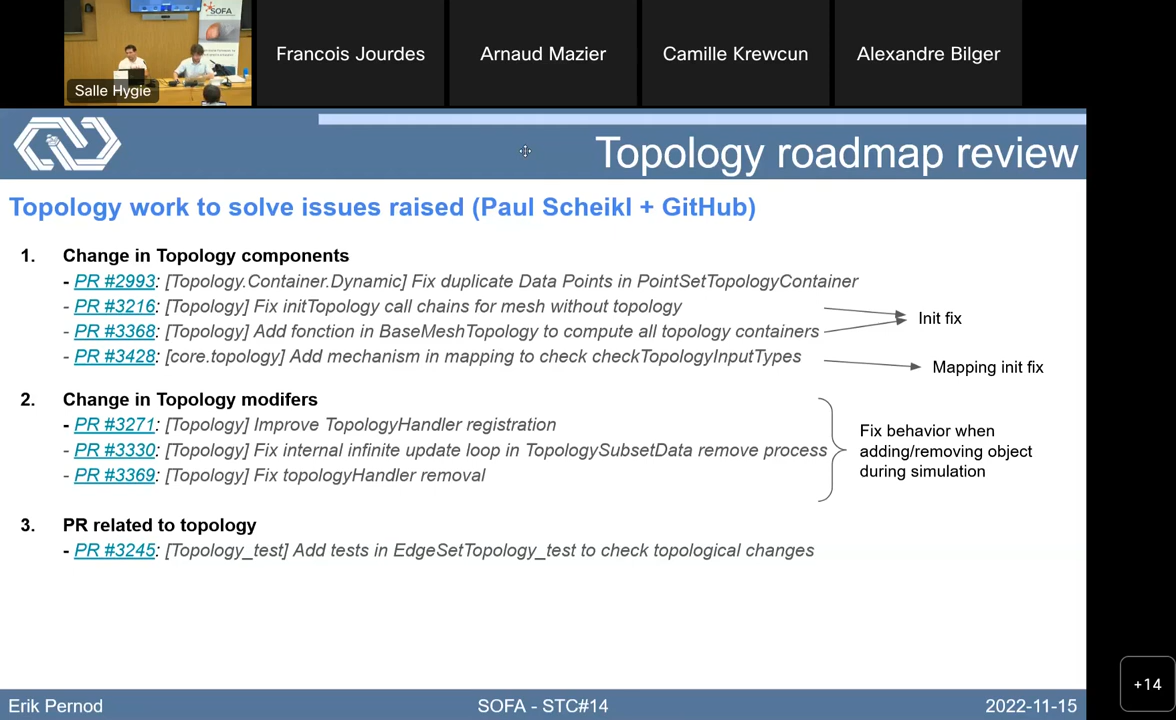 SOFA
Salle Hygie
Francois Jourdes
Arnaud Mazier
Camille Krewcun
Alexandre Bilger
Topology roadmap review
Topology work to solve issues raised (Paul Scheikl + GitHub)
1. Change in Topology components
- PR #2993: [Topology.Container.Dynamic] Fix duplicate Data Points in PointSetTopologyContainer
- PR #3216: [Topology] Fix initTopology call chains for mesh without topology
- PR #3368: [Topology] Add fonction in BaseMeshTopology to compute all topology containers
Init fix
- PR #3428: [core.topology] Add mechanism in mapping to check checkTopologyInputTypes
Mapping init fix
2. Change in Topology modifers
- PR #3271: [Topology] Improve TopologyHandler registration
- PR #3330: [Topology] Fix internal infinite update loop in TopologySubsetData remove process
- PR #3369: [Topology] Fix topologyHandler removal
Fix behavior when
adding/removing object
during simulation
3. PR related to topology
- PR #3245: [Topology_test] Add tests in EdgeSetTopology_test to check topological changes
Erik Pernod
SOFA - STC#14
2022-11-15
+14